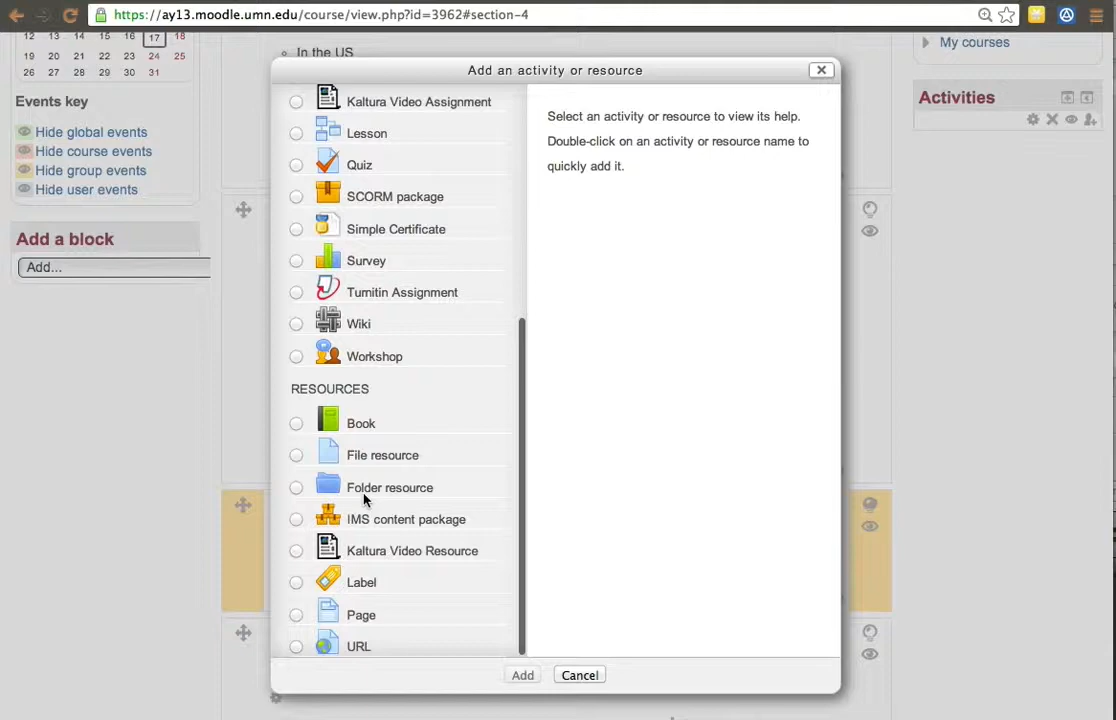 https://ay13.moodle.umn.edu/course/view.php?id=3962#section-4
12 13 14 15 16 17 18
19 20 21 22 23 24 25
26 27 28 29 30 31
Events key
Hide global events
Hide course events
Hide group events
Hide user events
Add a block
Add...
In the US
Add an activity or resource
Kaltura Video Assignment
Lesson
Quiz
SCORM package
Simple Certificate
Survey
Turnitin Assignment
Wiki
Workshop
RESOURCES
Book
File resource
Folder resource
IMS content package
Kaltura Video Resource
Label
Page
URL
Select an activity or resource to view its help.
Double-click on an activity or resource name to
quickly add it.
Add Cancel
My courses
Activities